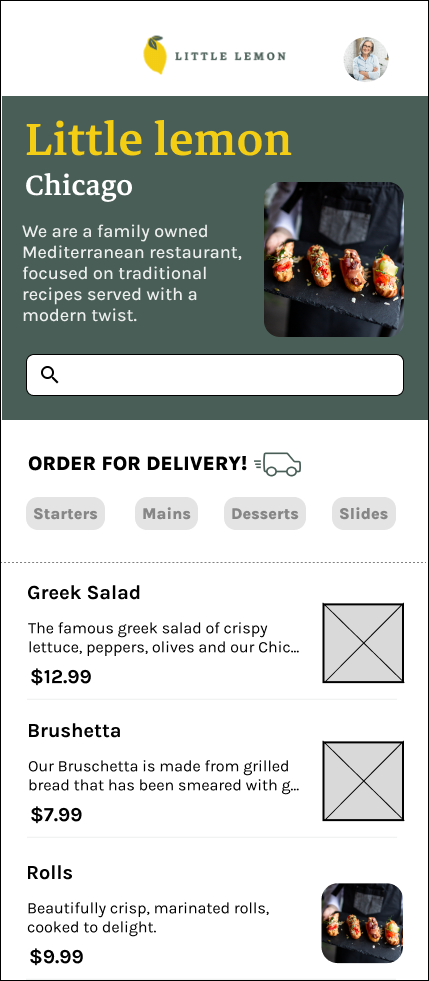 LITTLE LEMON
Little lemon
Chicago
We are a family owned
Mediterranean restaurant,
focused on traditional
recipes served with a
modern twist.
ORDER FOR DELIVERY!
Starters
Mains
Desserts
Slides
Greek Salad
The famous greek salad of crispy
lettuce, peppers, olives and our Chic...
$12.99
Brushetta
Our Bruschetta is made from grilled
bread that has been smeared with g...
$7.99
Rolls
Beautifully crisp, marinated rolls,
cooked to delight.
$9.99